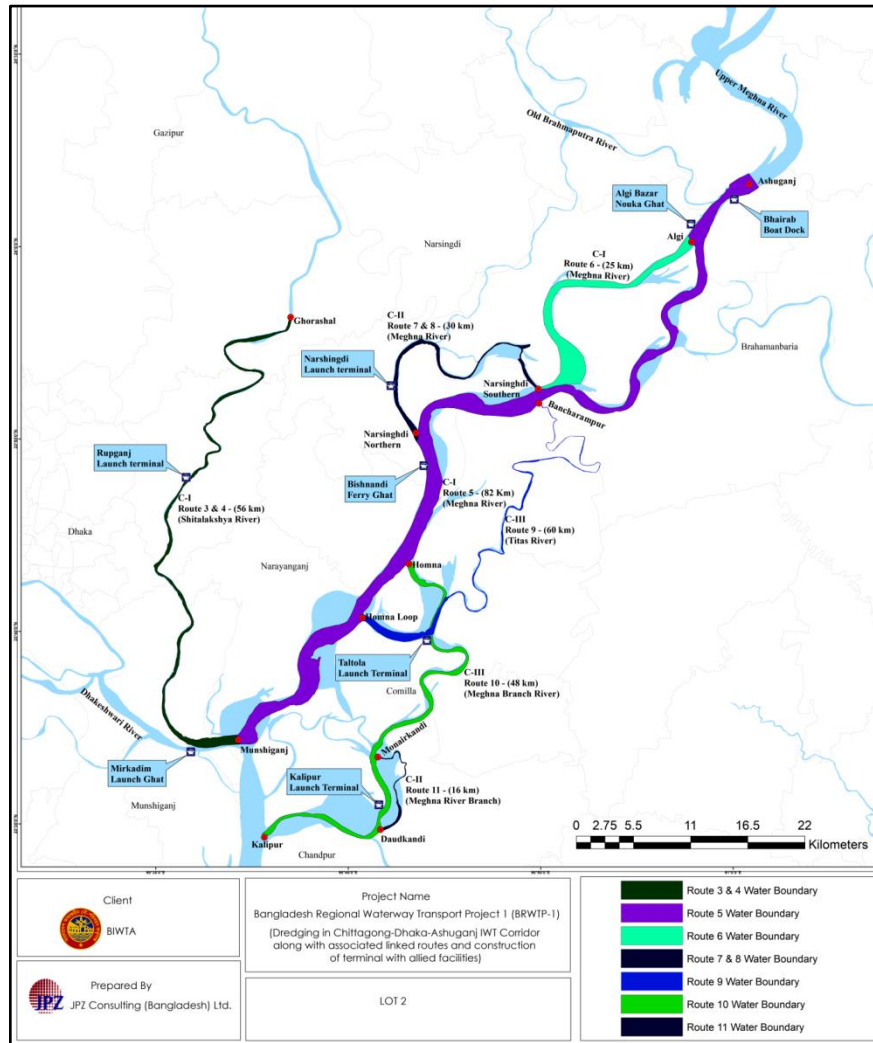 Upper Meghna River
Old Brahmaputra River
Gazipur
Ashuganj
Algi Bazar
Nouka Ghat
Bhairab
Boat Dock
Algi
Narsingdi
C-I
Route 6 - (25 km)
(Meghna River)
Ghorashal
C-II
Route 7 & 8 - (30 km)
(Meghna River)
Brahamanbaria
Narshingdi
Launch terminal
Narsinghdi
Southern
Bancharampur
Narsinghdi
Northern
Rupganj
Launch terminal
Bishnandi
Ferry Ghat
C-I
Route 5 - (82 Km)
(Meghna River)
C-I
Route 3 & 4 - (56 km)
(Shitalakshya River)
C-III
Route 9 - (60 km)
(Titas River)
Dhaka
Narayanganj
Homna
Homna Loop
Taltola
Launch Terminal
C-III
Route 10 - (48 km)
(Meghna Branch River)
Comilla
Dhakeshwari River
Munshiganj
Monnirkandi
Mirkadim
Launch Ghat
Kalipur
Launch Terminal
C-II
Route 11 - (16 km)
(Meghna River Branch)
Munshiganj
Kalipur
Daudkandi
Chandpur
0 2.75 5.5 11 16.5 22
Kilometers
Client
BIWTA
Prepared By
JPZ
JPZ Consulting (Bangladesh) Ltd.
Project Name
Bangladesh Regional Waterway Transport Project 1 (BRWTP-1)
(Dredging in Chittagong-Dhaka-Ashuganj IWT Corridor
along with associated linked routes and construction
of terminal with allied facilities)
LOT 2
Route 3 & 4 Water Boundary
Route 5 Water Boundary
Route 6 Water Boundary
Route 7 & 8 Water Boundary
Route 9 Water Boundary
Route 10 Water Boundary
Route 11 Water Boundary